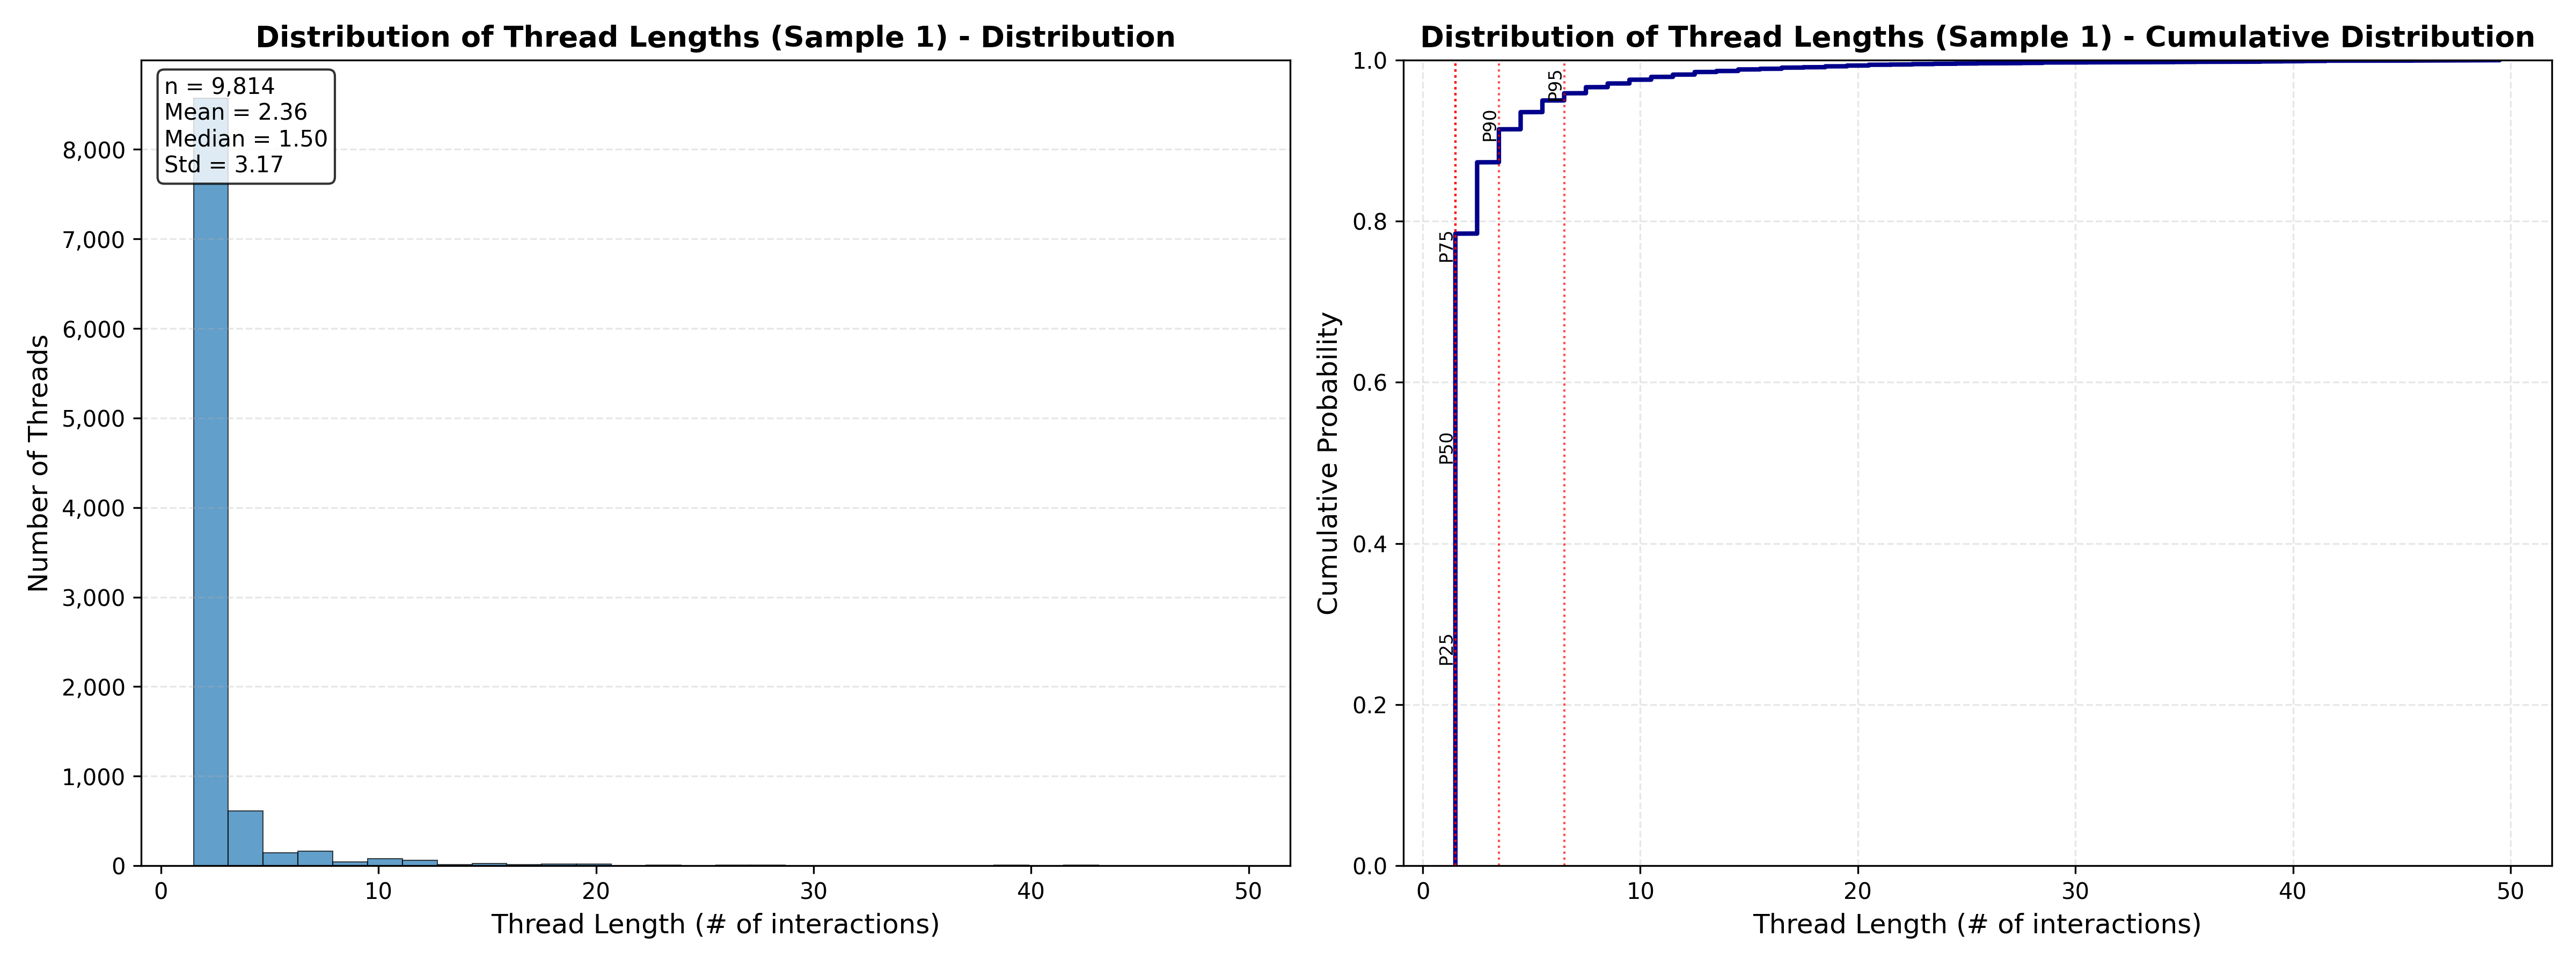 Distribution of Thread Lengths (Sample 1) - Distribution
n = 9,814
Mean = 2.36
Median = 1.50
Std = 3.17
Number of Threads
8,000
7,000
6,000
5,000
4,000
3,000
2,000
1,000
0
0 10 20 30 40 50
Thread Length (# of interactions)
Distribution of Thread Lengths (Sample 1) - Cumulative Distribution
Cumulative Probability
1.0
0.8
0.6
0.4
0.2
0.0
P25
P50
P75
P90
P95
0 10 20 30 40 50
Thread Length (# of interactions)